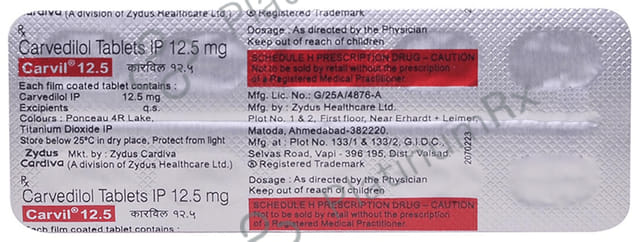 Cardiva (A division of Zydus Healthcare Ltd.)
® Registered Trademark
Rx
Carvedilol Tablets IP 12.5 mg
Carvil® 12.5 कारविल १२.५
Each film coated tablet contains :
Carvedilol IP 12.5 mg
Excipients q.s.
Colours : Ponceau 4R Lake,
Titanium Dioxide IP
Store below 25°C in dry place, Protect from light
Zydus Mkt. by : Zydus Cardiva
Cardiva (A division of Zydus Healthcare Ltd.)
Dosage : As directed by the Physician
Keep out of reach of children
SCHEDULE H PRESCRIPTION DRUG – CAUTION
Not to be sold by retail without the prescription
of a Registered Medical Practitioner.
Mfg. Lic. No.: G/25A/4876-A
Mfg. by : Zydus Healthcare Ltd.
Plot No. 1 & 2, First floor, Near Erhardt + Leimer,
Matoda, Ahmedabad-382220.
Mfg. at : Plot No. 133/1 & 133/2, G.I.D.C.,
Selvas Road, Vapi - 396 195, Dist. Valsad.
® Registered Trademark
2070223
Rx
Carvedilol Tablets IP 12.5 mg
Carvil® 12.5 कारविल १२.५
Each film coated tablet contains :
Dosage : As directed by the Physician
Keep out of reach of children
SCHEDULE H PRESCRIPTION DRUG – CAUTION
Not to be sold by retail without the prescription
of a Registered Medical Practitioner.